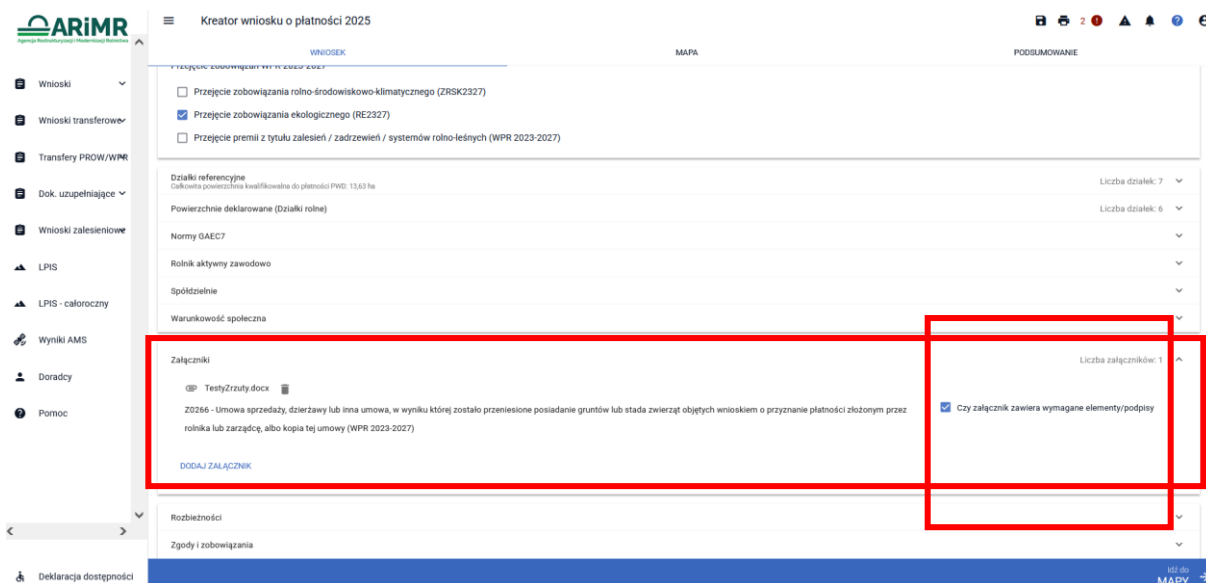 ARiMR
Agencja Restrukturyzacji i Modernizacji Rolnictwa
Kreator wniosku o płatności 2025
2
WNIOSEK
MAPA
PODSUMOWANIE
Wnioski
Wnioski transferowe
Transfery PROW/WPR
Dok. uzupełniające
Wnioski zalesieniowe
LPIS
LPIS - całoroczny
Wyniki AMS
Doradcy
Pomoc
Deklaracja dostępności
Przejęcie zobowiązań WPR 2023-2027
Przejęcie zobowiązania rolno-środowiskowo-klimatycznego (ZRSK2327)
Przejęcie zobowiązania ekologicznego (RE2327)
Przejęcie premii z tytułu zalesień / zadrzewień / systemów rolno-leśnych (WPR 2023-2027)
Działki referencyjne
Całkowita powierzchnia kwalifikowalna do płatności PWD: 13,63 ha
Liczba działek: 7
Powierzchnie deklarowane (Działki rolne)
Liczba działek: 6
Normy GAEC7
Rolnik aktywny zawodowo
Spółdzielnie
Warunkowość społeczna
Załączniki
Liczba załączników: 1
TestyZrzuty.docx
Z0266 - Umowa sprzedaży, dzierżawy lub inna umowa, w wyniku której zostało przeniesione posiadanie gruntów lub stada zwierząt objętych wnioskiem o przyznanie płatności złożonym przez
rolnika lub zarządcę, albo kopia tej umowy (WPR 2023-2027)
Czy załącznik zawiera wymagane elementy/podpisy
DODAJ ZAŁĄCZNIK
Rozbieżności
Zgody i zobowiązania
Idź do
MAPY